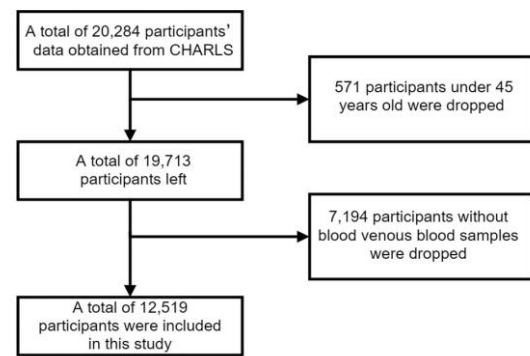 A total of 20,284 participants’
data obtained from CHARLS
571 participants under 45
years old were dropped
A total of 19,713
participants left
7,194 participants without
blood venous blood samples
were dropped
A total of 12,519
participants were included
in this study